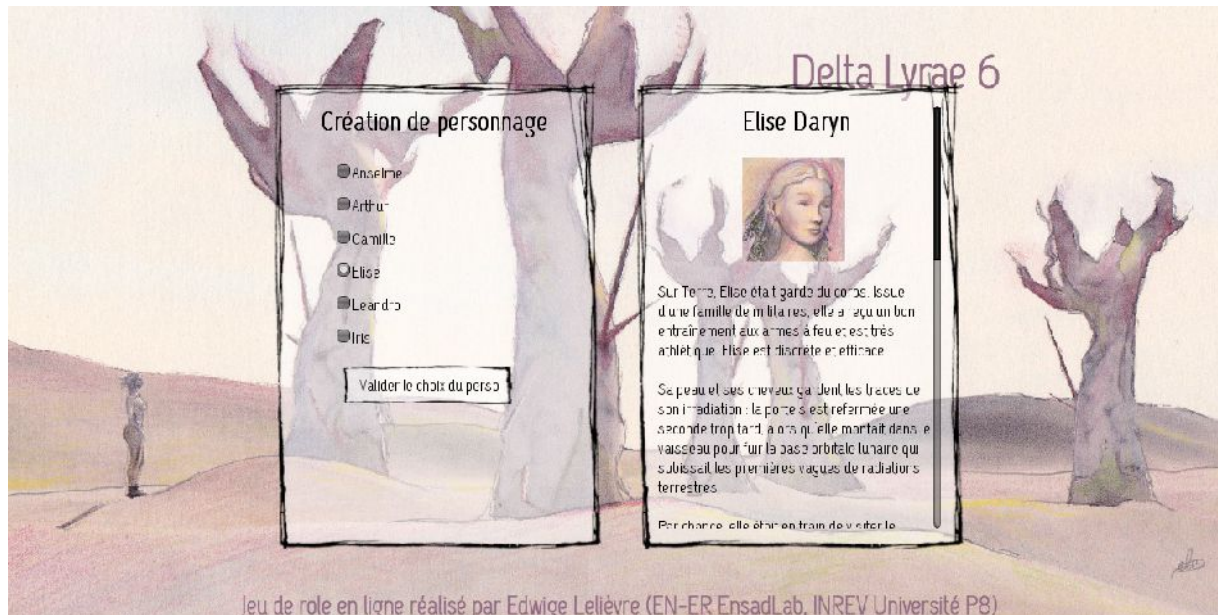 Delta Lyrae 6
Création de personnage
Anselme
Arthur
Camille
Elise
Leandro
Iris
Valider le choix du perso
Elise Daryn
Sur Terre, Elise était garde du corps. Issue
d'une famille de militaires, elle a reçu un bon
entraînement aux armes à feu et est très
athlétique. Elise est discrète et efficace.
Sa peau et ses cheveux gardent les traces de
son irradiation : la porte s'est refermée une
seconde trop tard, alors qu'elle montait dans le
vaisseau pour fuir la base orbitale lunaire qui
subissait les premières vagues de radiations
terrestres.
Par chance, elle était en train de visiter le
Jeu de role en ligne réalisé par Edwige Lelièvre (EN-ER EnsadLab, INREV Université P8)